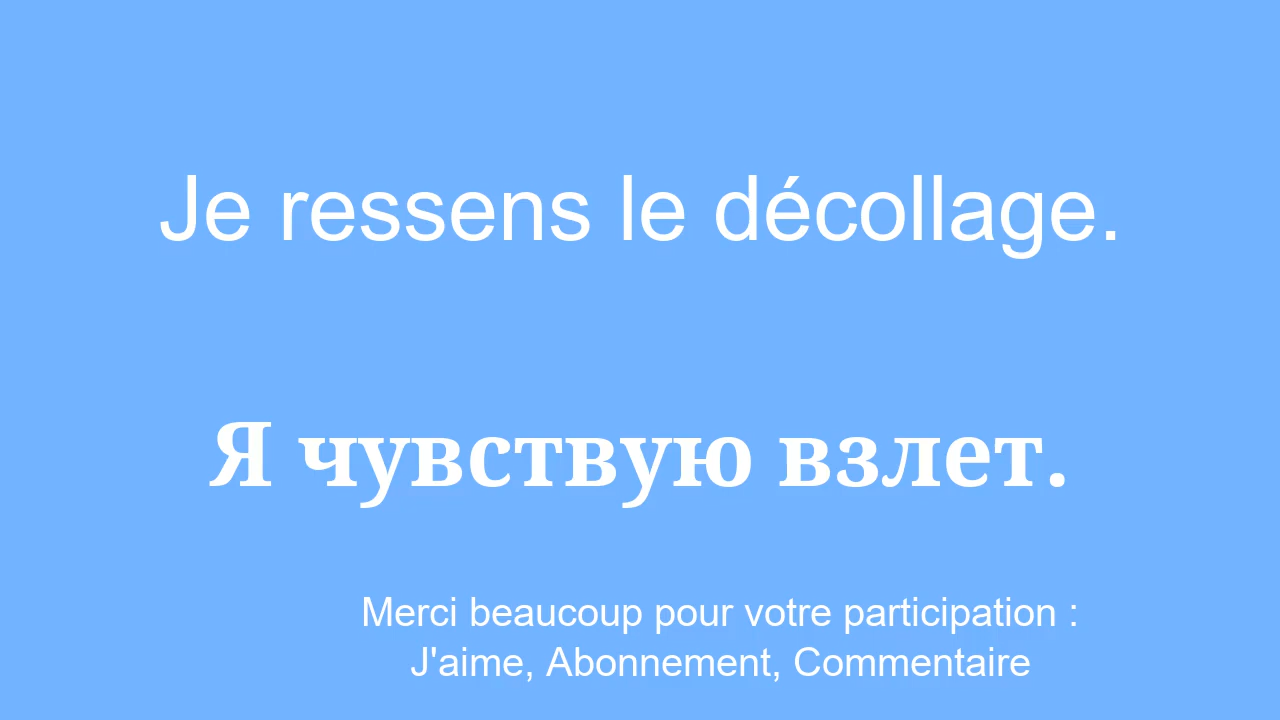 Je ressens le décollage.
Я чувствую взлет.
Merci beaucoup pour votre participation :
J'aime, Abonnement, Commentaire